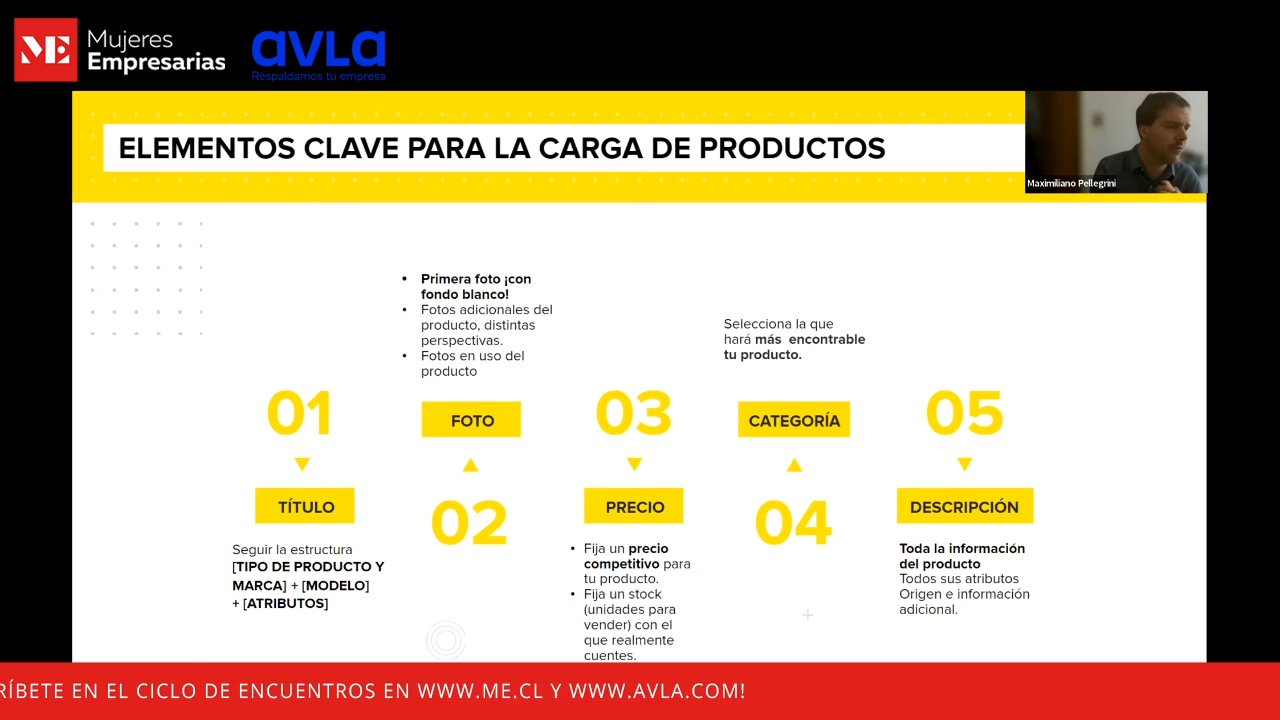 ME
Mujeres
Empresarias
avla
Respaldamos tu empresa
ELEMENTOS CLAVE PARA LA CARGA DE PRODUCTOS
Maximiliano Pellegrini
01
TÍTULO
Seguir la estructura
[TIPO DE PRODUCTO Y
MARCA] + [MODELO]
+ [ATRIBUTOS]
• Primera foto ¡con
fondo blanco!
• Fotos adicionales del
producto, distintas
perspectivas.
• Fotos en uso del
producto
FOTO
02
03
PRECIO
• Fija un precio
competitivo para
tu producto.
• Fija un stock
(unidades para
vender) con el
que realmente
cuentes.
Selecciona la que
hará más encontrable
tu producto.
CATEGORÍA
04
05
DESCRIPCIÓN
Toda la información
del producto
Todos sus atributos
Origen e información
adicional.
RÍBETE EN EL CICLO DE ENCUENTROS EN WWW.ME.CL Y WWW.AVLA.COM!